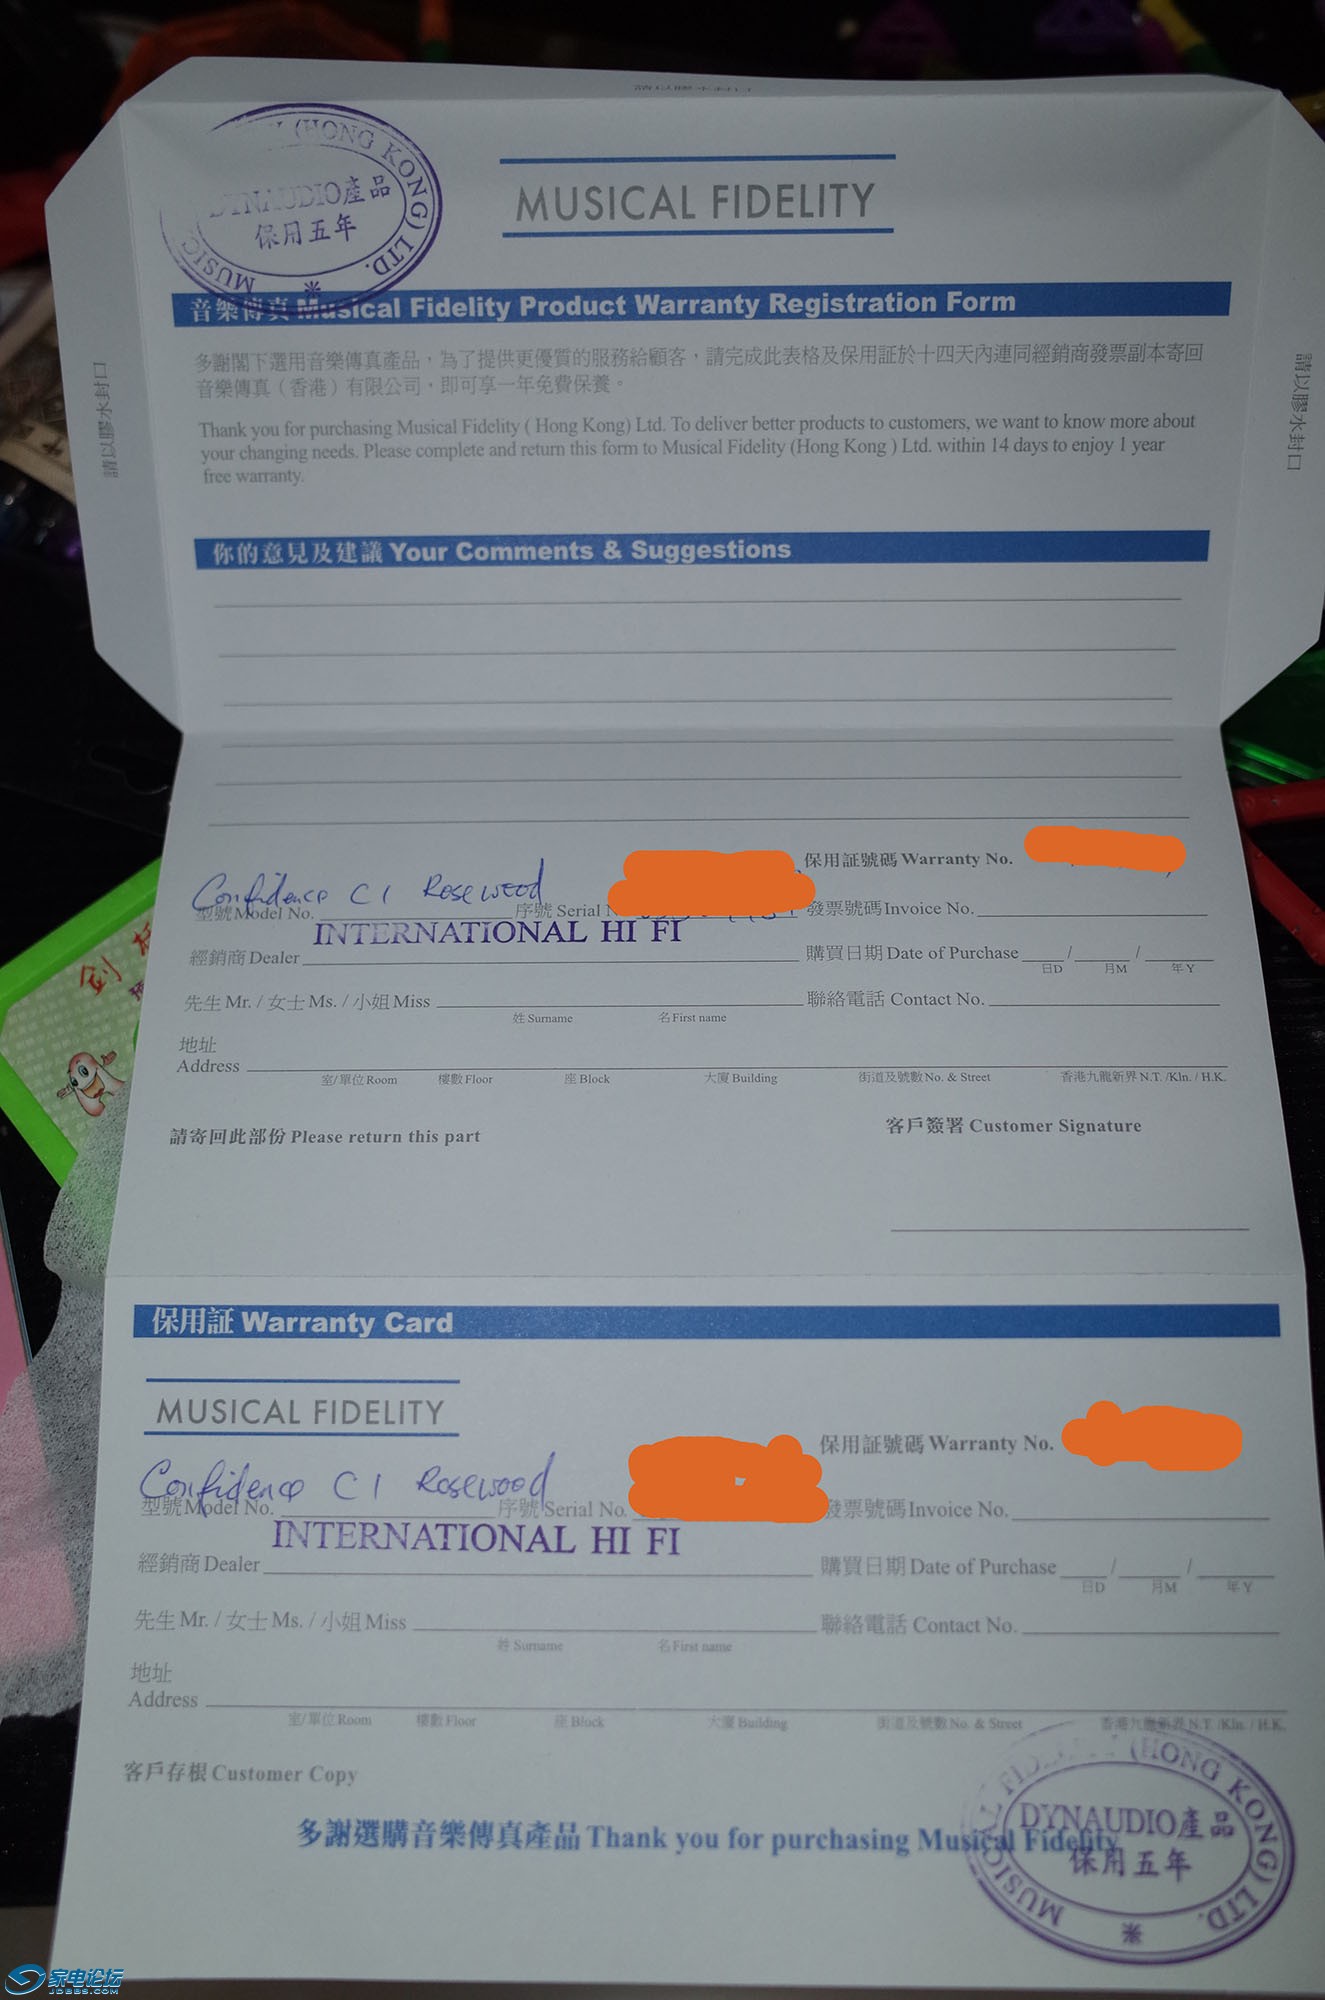 請以膠水封口
MUSICAL FIDELITY
(HONG KONG) LTD.
MUSIC
DYNAUDIO產品
保用五年
音樂傳真 Musical Fidelity Product Warranty Registration Form
多謝閣下選用音樂傳真產品，為了提供更優質的服務給顧客，請完成此表格及保用証於十四天內連同經銷商發票副本寄回
音樂傳真（香港）有限公司，即可享一年免費保養。
Thank you for purchasing Musical Fidelity ( Hong Kong) Ltd. To deliver better products to customers, we want to know more about
your changing needs. Please complete and return this form to Musical Fidelity (Hong Kong ) Ltd. within 14 days to enjoy 1 year
free warranty.
請以膠水封口
請以膠水封口
你的意見及建議 Your Comments & Suggestions
保用証號碼 Warranty No.
Confidence C1 Rosewood
型號 Model No. 序號 Serial 發票號碼 Invoice No.
INTERNATIONAL HI FI
經銷商 Dealer 購買日期 Date of Purchase / /
日D 月M 年Y
先生 Mr. / 女士 Ms. / 小姐 Miss 聯絡電話 Contact No.
姓 Surname 名 First name
地址
Address
室/單位 Room 樓數 Floor 座 Block 大廈 Building 街道及號數 No. & Street 香港九龍新界 N.T. /Kln. / H.K.
請寄回此部份 Please return this part 客戶簽署 Customer Signature
保用証 Warranty Card
MUSICAL FIDELITY
保用証號碼 Warranty No.
Confidence C1 Rosewood
型號 Model No. 序號 Serial No. 發票號碼 Invoice No.
INTERNATIONAL HI FI
經銷商 Dealer 購買日期 Date of Purchase / /
日D 月M 年Y
先生 Mr. / 女士 Ms. / 小姐 Miss 聯絡電話 Contact No.
姓 Surname 名 First name
地址
Address
室/單位 Room 樓數 Floor 座 Block 大廈 Building 街道及號數 No. & Street 香港九龍新界 N.T. /Kln. / H.K.
客戶存根 Customer Copy
多謝選購音樂傳真產品 Thank you for purchasing Musical Fidelity
(HONG KONG) LTD.
DYNAUDIO產品
保用五年
家电论坛
JDBBS.COM